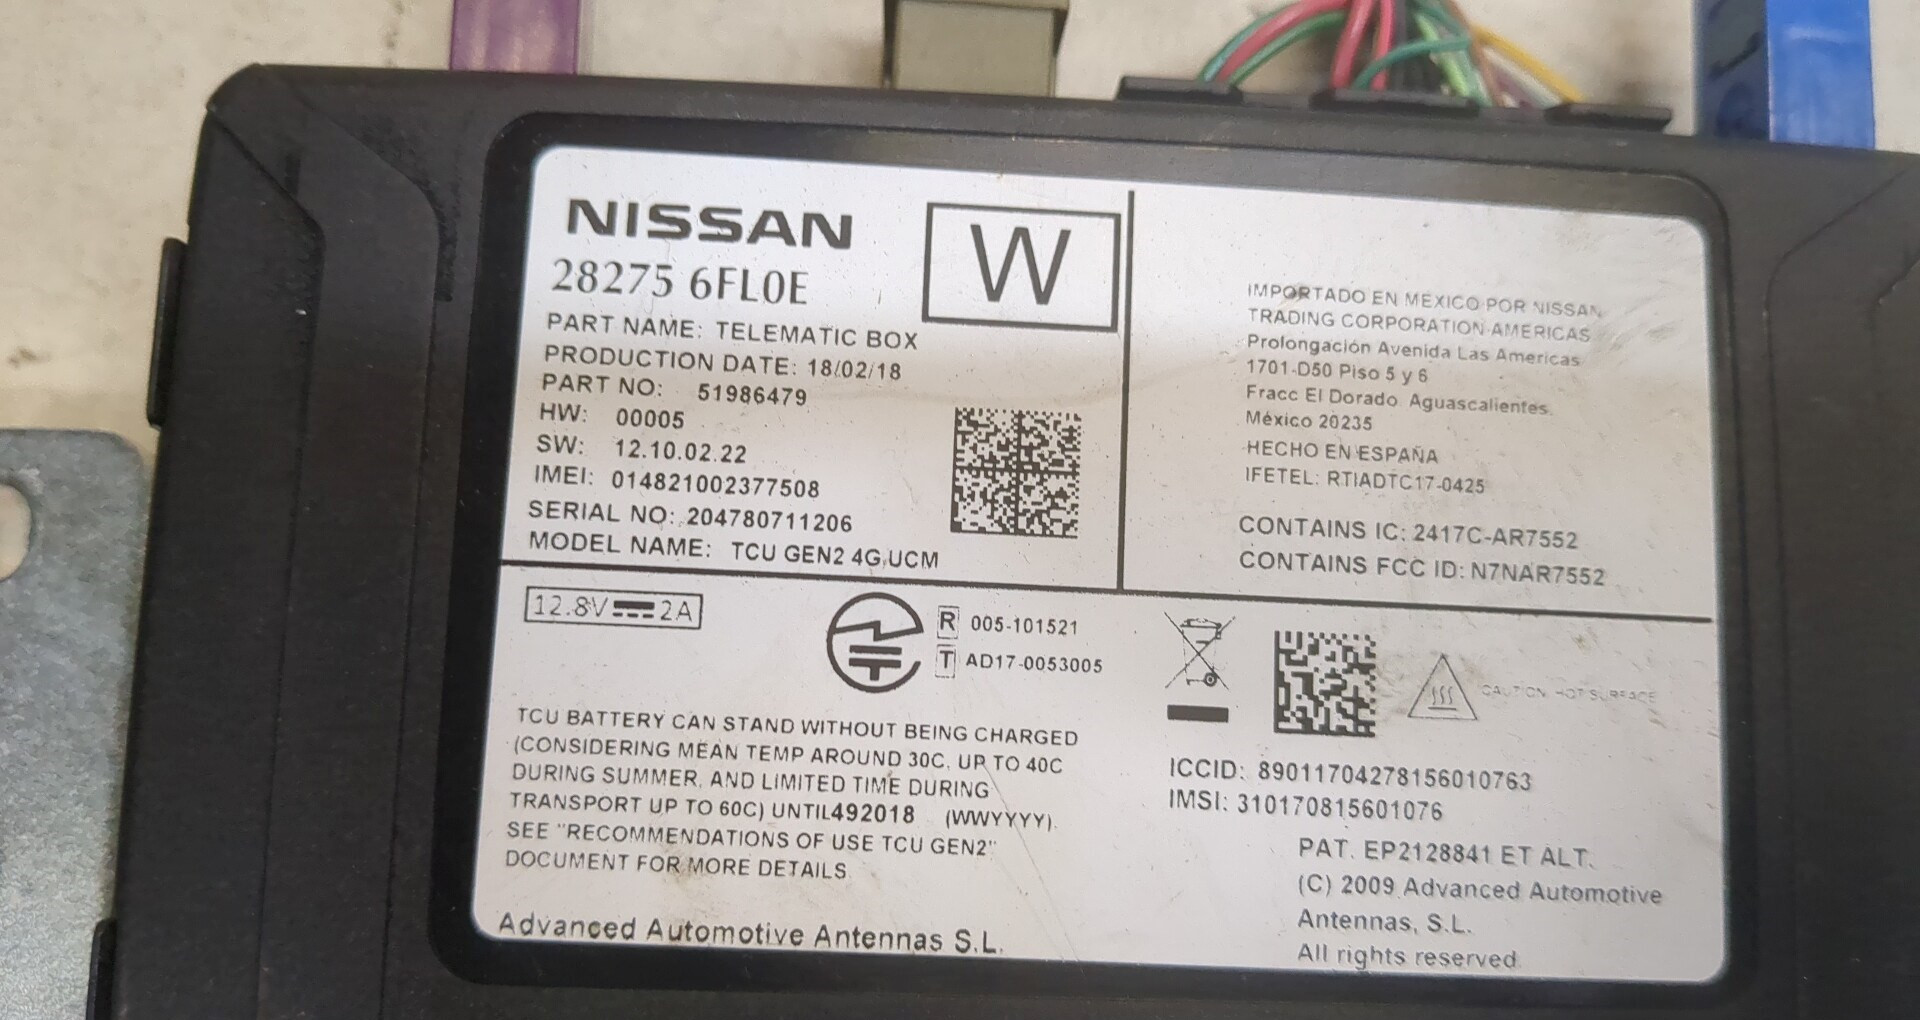 NISSAN
W
28275 6FL0E
PART NAME: TELEMATIC BOX
PRODUCTION DATE: 18/02/18
PART NO: 51986479
HW: 00005
SW: 12.10.02.22
IMEI: 014821002377508
SERIAL NO: 204780711206
MODEL NAME: TCU GEN2 4G UCM
IMPORTADO EN MEXICO POR NISSAN
TRADING CORPORATION AMERICAS
Prolongación Avenida Las Americas
1701-D50 Piso 5 y 6
Fracc El Dorado Aguascalientes.
México 20235
HECHO EN ESPAÑA
IFETEL: RTIADTC17-0425
CONTAINS IC: 2417C-AR7552
CONTAINS FCC ID: N7NAR7552
12.8V 2A
R 005-101521
T AD17-0053005
CAUTION HOT SURFACE
TCU BATTERY CAN STAND WITHOUT BEING CHARGED
(CONSIDERING MEAN TEMP AROUND 30C, UP TO 40C
DURING SUMMER, AND LIMITED TIME DURING
TRANSPORT UP TO 60C) UNTIL492018 (WWYYYY).
SEE "RECOMMENDATIONS OF USE TCU GEN2"
DOCUMENT FOR MORE DETAILS.
Advanced Automotive Antennas S.L.
ICCID: 89011704278156010763
IMSI: 310170815601076
PAT. EP2128841 ET ALT.
(C) 2009 Advanced Automotive
Antennas, S.L.
All rights reserved.